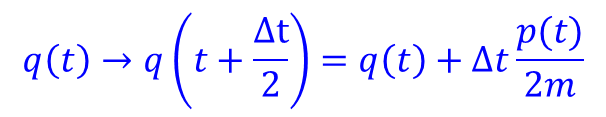 q(t) → q(t + Δt/2) = q(t) + Δt p(t)/2m